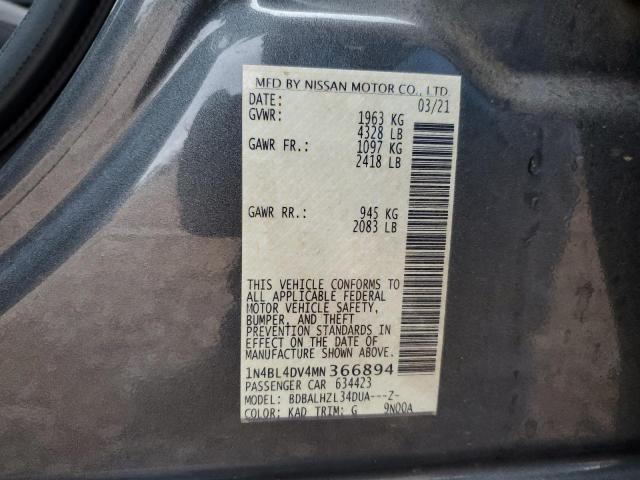 MFD BY NISSAN MOTOR CO., LTD.
DATE: 03/21
GVWR: 1963 KG
4328 LB
GAWR FR.: 1097 KG
2418 LB
GAWR RR.: 945 KG
2083 LB
THIS VEHICLE CONFORMS TO
ALL APPLICABLE FEDERAL
MOTOR VEHICLE SAFETY,
BUMPER, AND THEFT
PREVENTION STANDARDS IN
EFFECT ON THE DATE OF
MANUFACTURE SHOWN ABOVE.
1N4BL4DV4MN366894
PASSENGER CAR 634423
MODEL: BDBALHZL34DUA---Z-
COLOR: KAD TRIM: G 9N00A